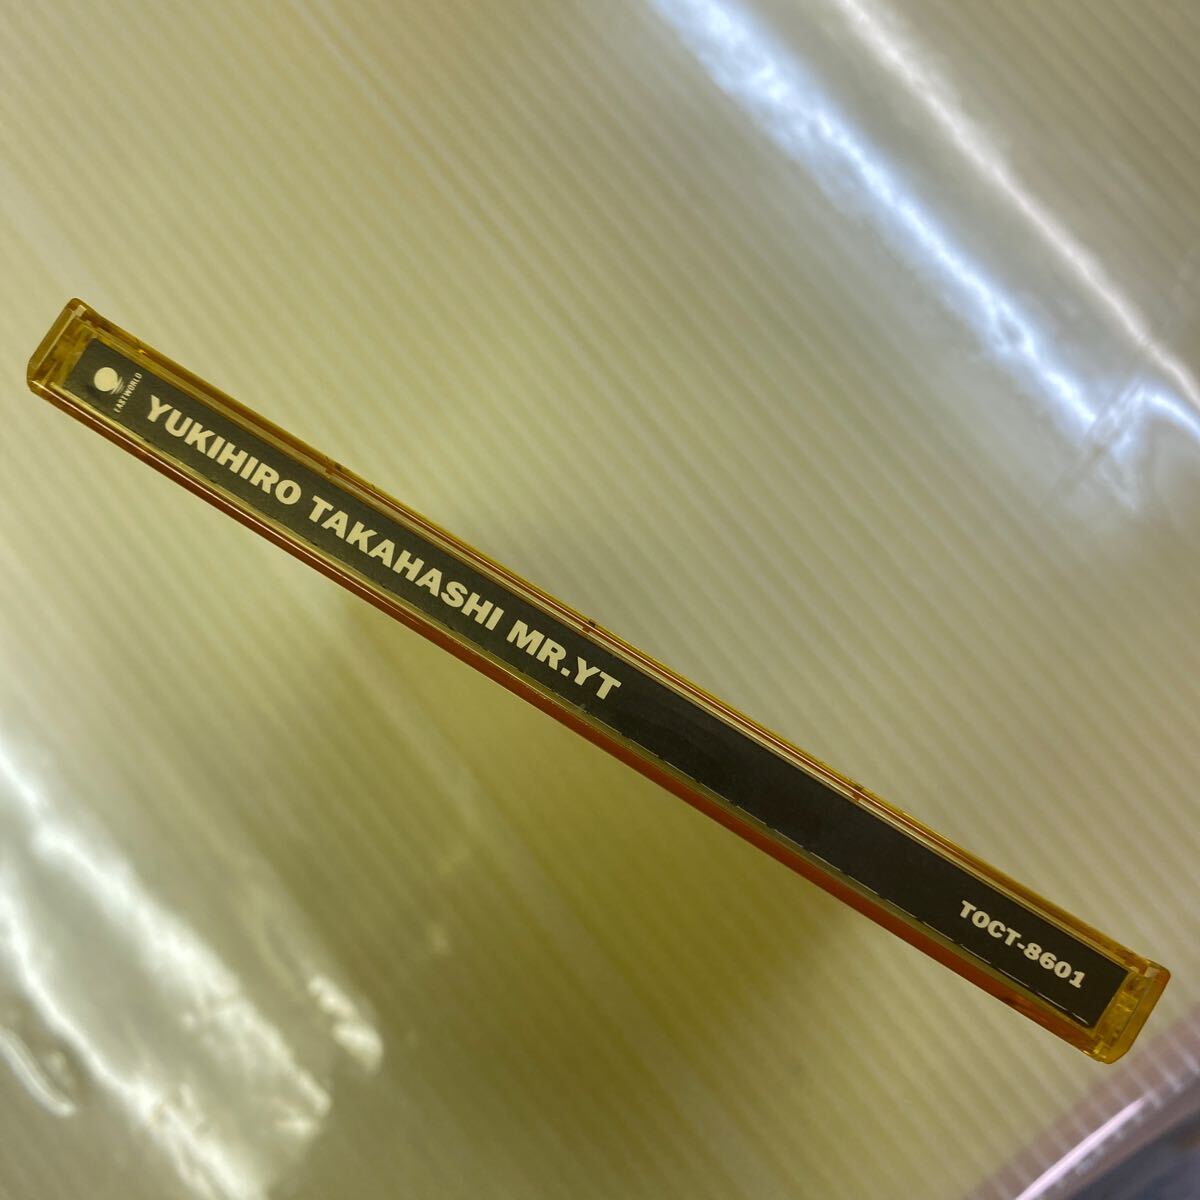 EASTWORLD
YUKIHIRO TAKAHASHI MR.YT
TOCT-8601